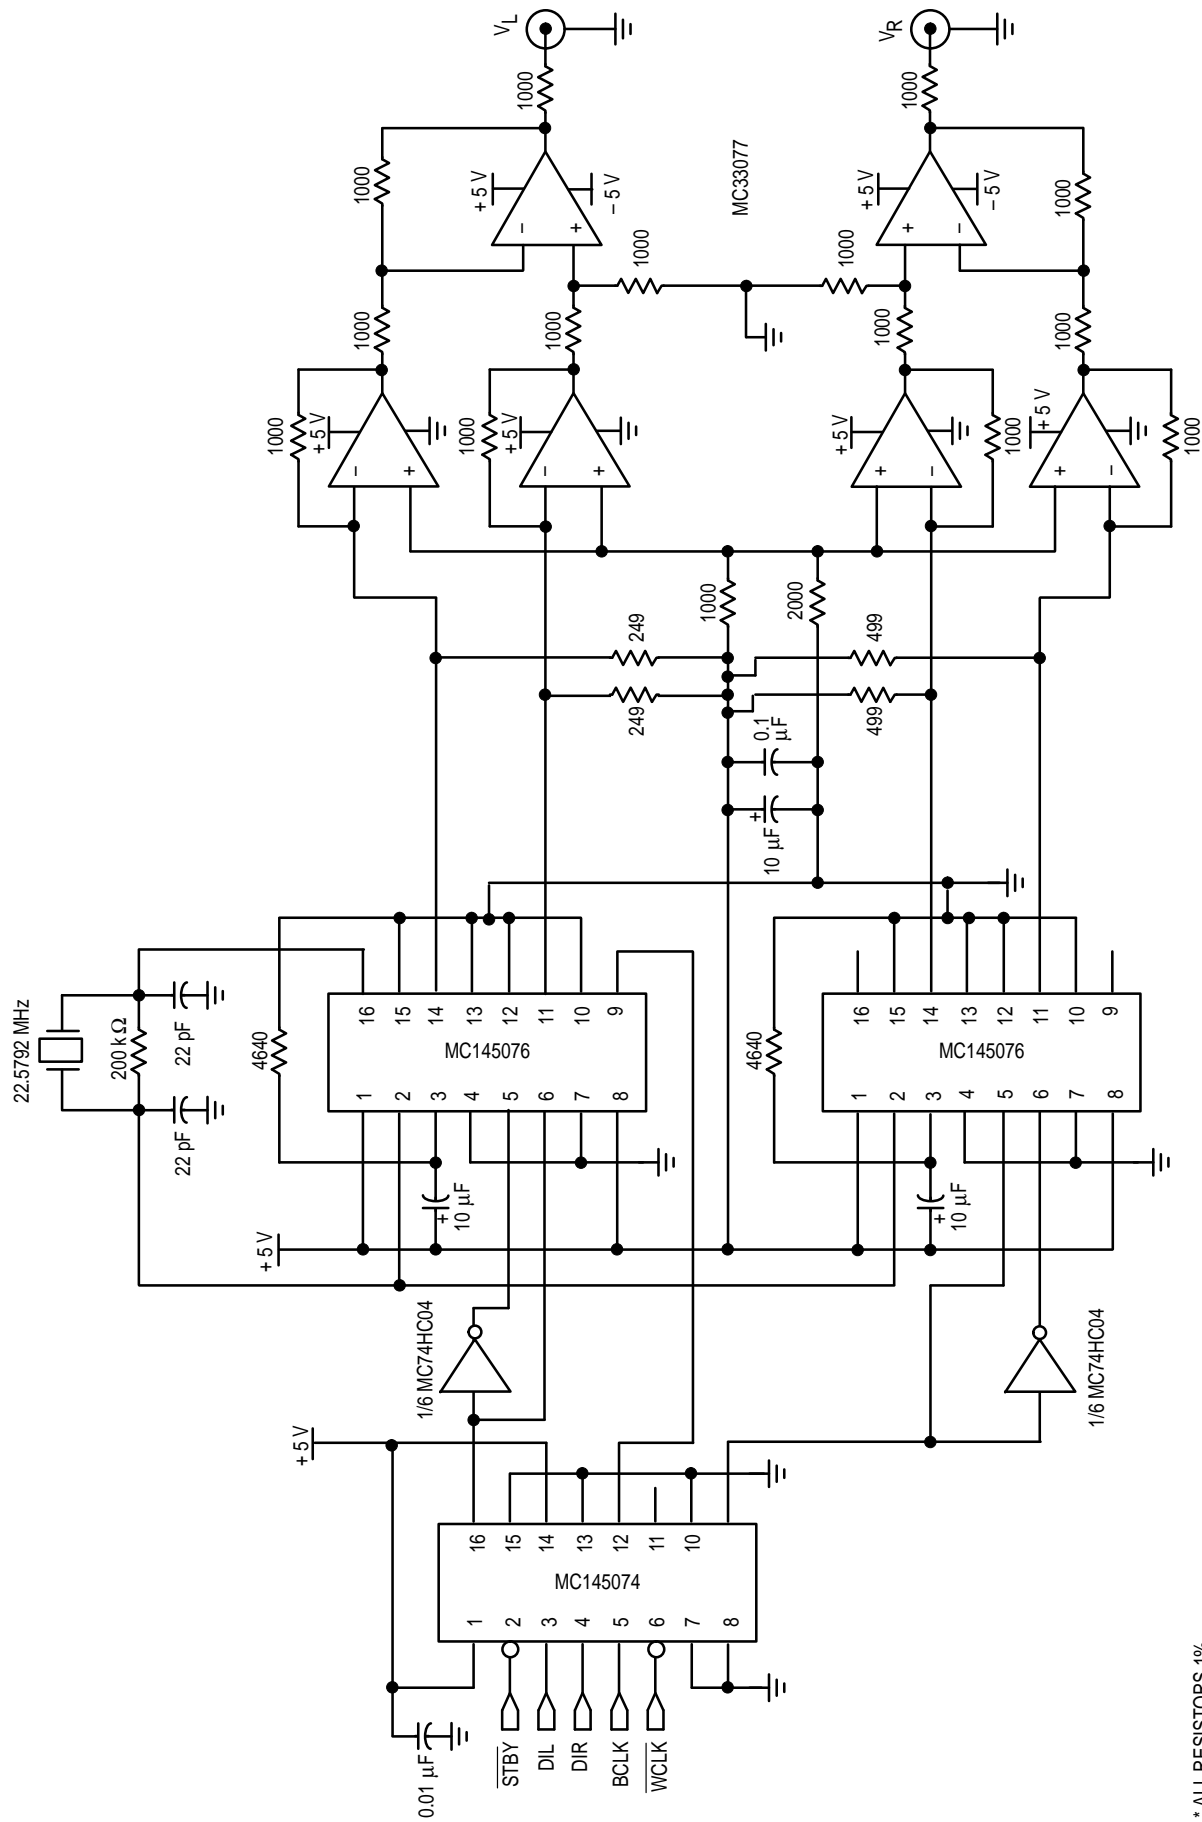 22.5792 MHz
200 kΩ
22 pF
22 pF
+ 5 V
0.01 µF
STBY
DIL
DIR
BCLK
WCLK
1
2
3
4
5
6
7
8
MC145074
16
15
14
13
12
11
10
+ 5 V
1/6 MC74HC04
1/6 MC74HC04
+
10 µF
4640
1
2
3
4
5
6
7
8
MC145076
16
15
14
13
12
11
10
9
+
10 µF
4640
1
2
3
4
5
6
7
8
MC145076
16
15
14
13
12
11
10
9
+
10 µF
0.1
µF
249
249
499
499
1000
2000
1000
+ 5 V
–
+
1000
+ 5 V
–
+
+ 5 V
+
–
1000
+ 5 V
+
–
1000
1000
1000
1000
1000
1000
1000
1000
+ 5 V
– 5 V
–
+
1000
VL
MC33077
+ 5 V
– 5 V
+
–
1000
1000
VR
* ALL RESISTORS 1%